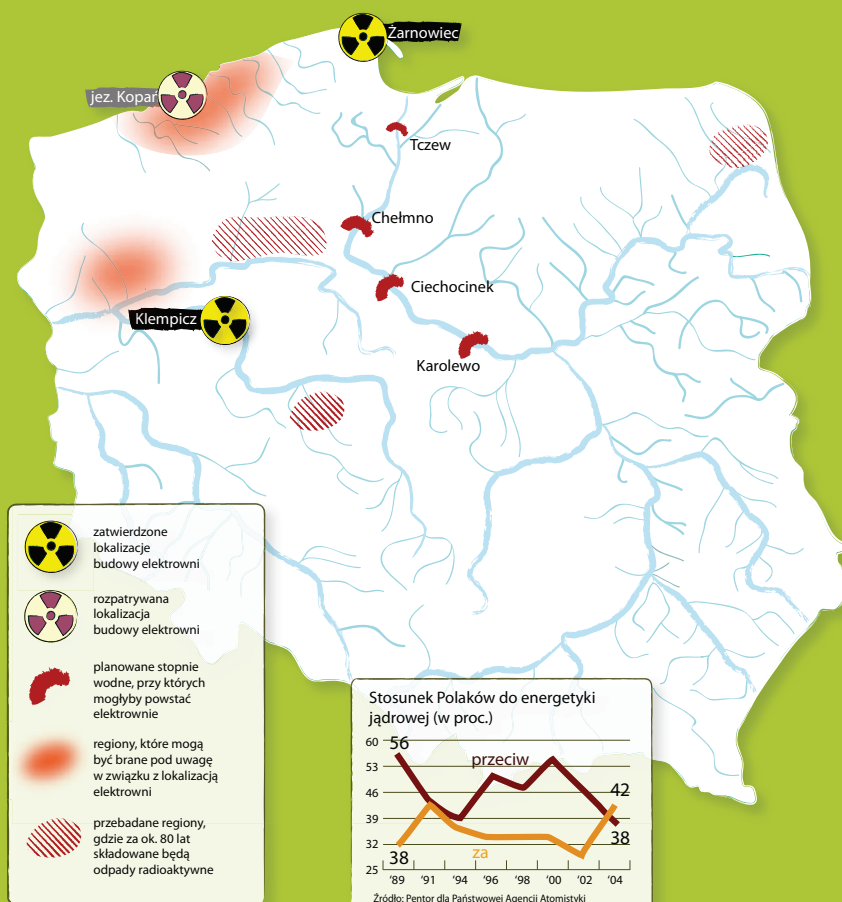 Żarnowiec
jez. Kopań
Tczew
Chełmno
Ciechocinek
Klempicz
Karolewo
zatwierdzone
lokalizacje
budowy elektrowni
rozpatrywana
lokalizacja
budowy elektrowni
planowane stopnie
wodne, przy których
mogłyby powstać
elektrownie
regiony, które mogą
być brane pod uwagę
w związku z lokalizacją
elektrowni
przebadane regiony,
gdzie za ok. 80 lat
składowane będą
odpady radioaktywne
Stosunek Polaków do energetyki
jądrowej (w proc.)
60
56
przeciw
53
46
42
39
38
32
za
38
25
'89 '91 '94 '96 '98 '00 '02 '04
Źródło: Pentor dla Państwowej Agencji Atomistyki